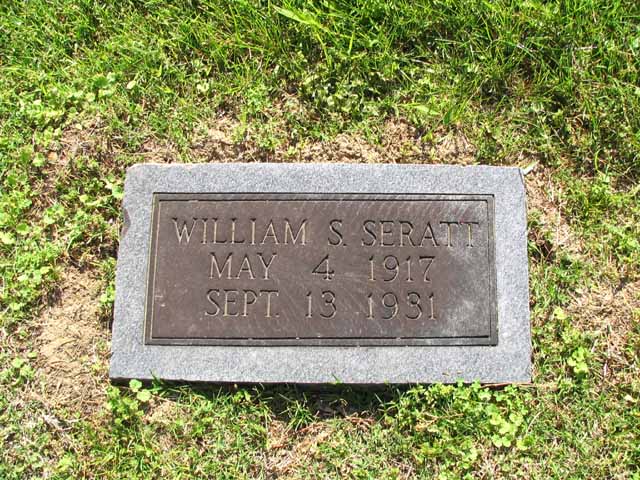 WILLIAM S. SERATT
MAY 4 1917
SEPT. 13 1931